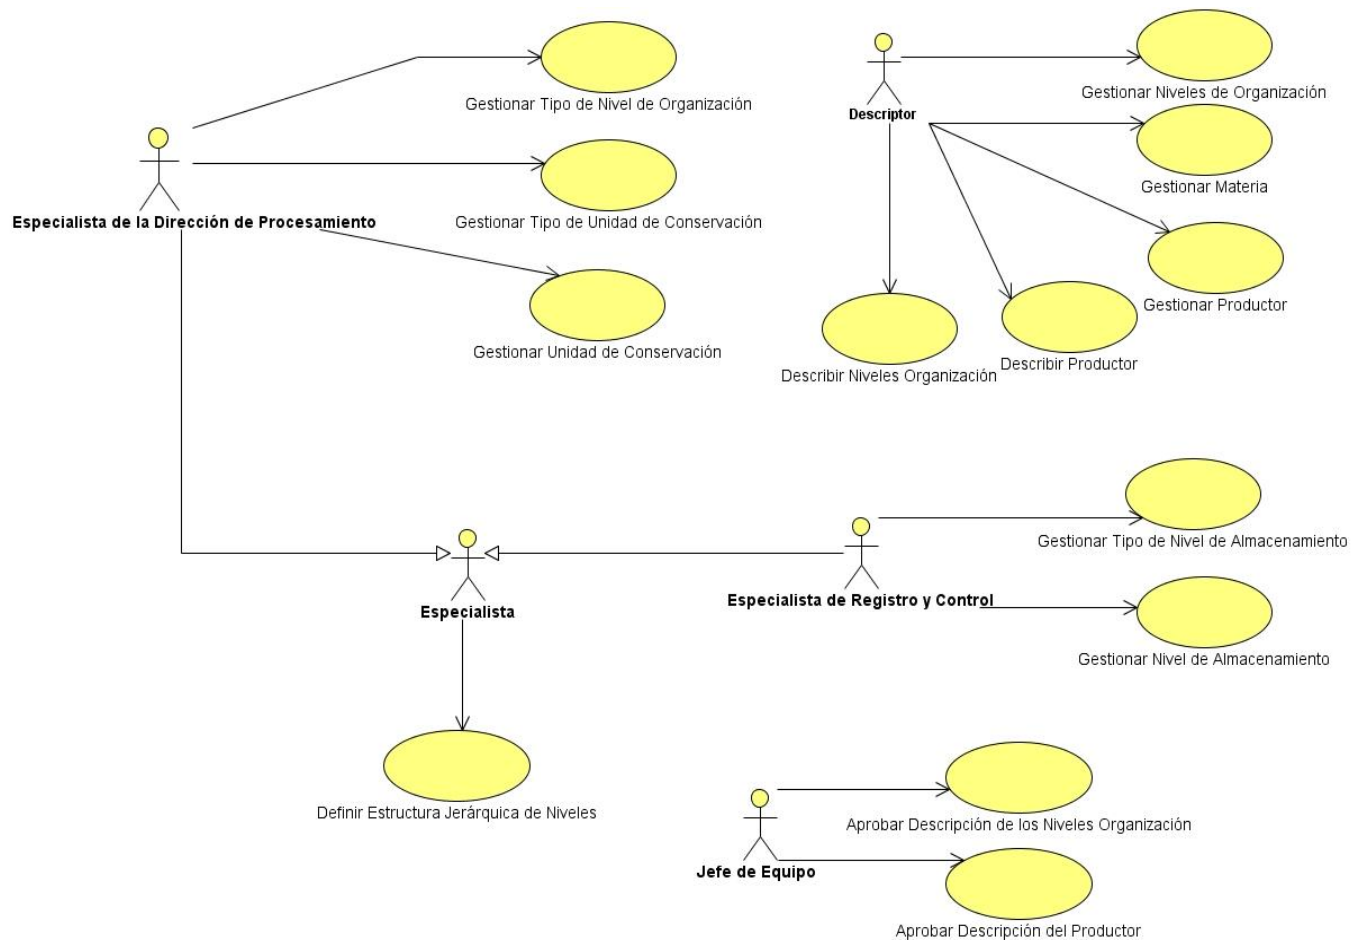 Gestionar Tipo de Nivel de Organización
Gestionar Niveles de Organización
Descriptor
Gestionar Materia
Especialista de la Dirección de Procesamiento
Gestionar Tipo de Unidad de Conservación
Gestionar Productor
Gestionar Unidad de Conservación
Describir Niveles Organización
Describir Productor
Gestionar Tipo de Nivel de Almacenamiento
Especialista
Especialista de Registro y Control
Gestionar Nivel de Almacenamiento
Definir Estructura Jerárquica de Niveles
Aprobar Descripción de los Niveles Organización
Jefe de Equipo
Aprobar Descripción del Productor